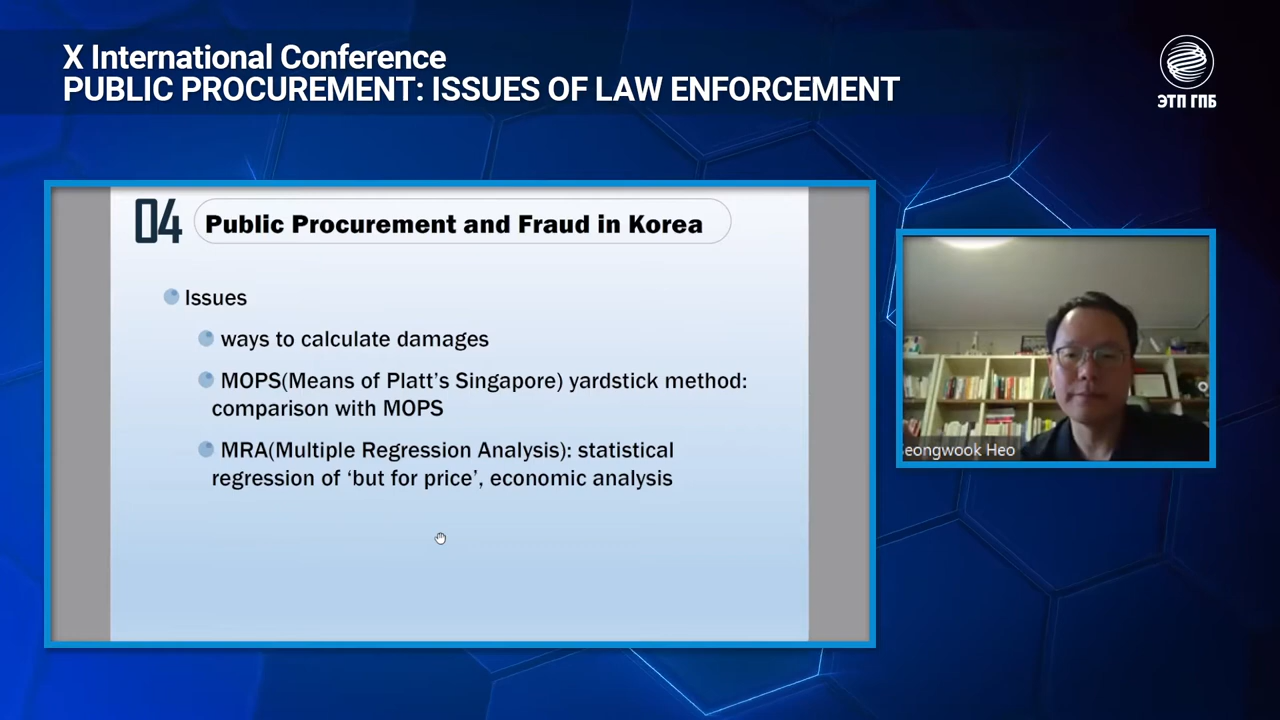 X International Conference
PUBLIC PROCUREMENT: ISSUES OF LAW ENFORCEMENT
ЭТП ГПБ
04
Public Procurement and Fraud in Korea
Issues
ways to calculate damages
MOPS(Means of Platt's Singapore) yardstick method:
comparison with MOPS
MRA(Multiple Regression Analysis): statistical
regression of ‘but for price’, economic analysis
eongwook Heo